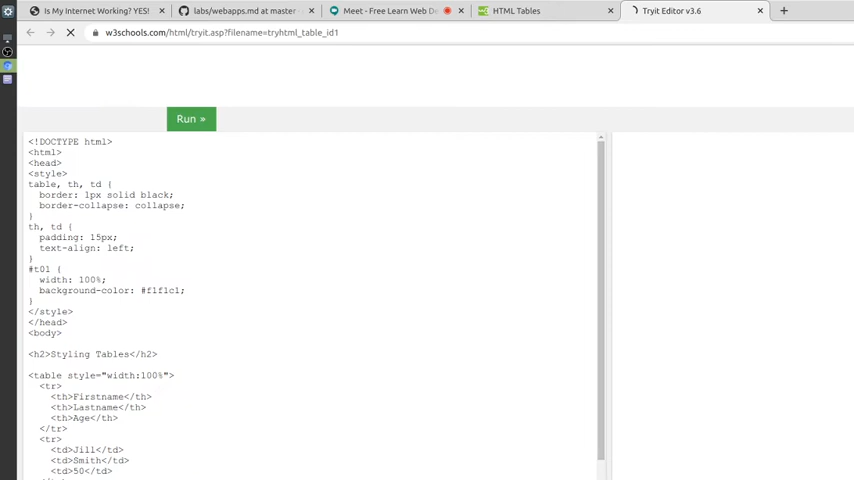 Is My Internet Working? YES!
labs/webapps.md at master
Meet - Free Learn Web De
HTML Tables
Tryit Editor v3.6
w3schools.com/html/tryit.asp?filename=tryhtml_table_id1
Run »
<!DOCTYPE html>
<html>
<head>
<style>
table, th, td {
  border: 1px solid black;
  border-collapse: collapse;
}
th, td {
  padding: 15px;
  text-align: left;
}
#t01 {
  width: 100%;
  background-color: #f1f1c1;
}
</style>
</head>
<body>
<h2>Styling Tables</h2>
<table style="width:100%">
  <tr>
    <th>Firstname</th>
    <th>Lastname</th>
    <th>Age</th>
  </tr>
  <tr>
    <td>Jill</td>
    <td>Smith</td>
    <td>50</td>